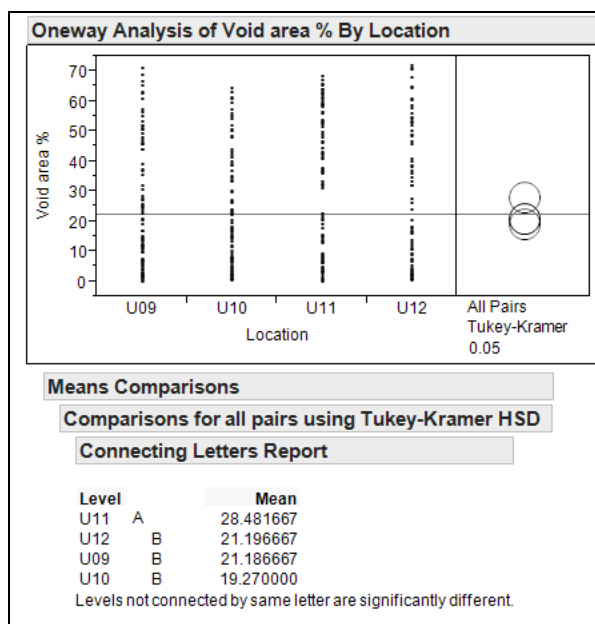 Oneway Analysis of Void area % By Location
70
60
50
40
30
20
10
0
Void area %
U09 U10 U11 U12
Location
All Pairs
Tukey-Kramer
0.05
Means Comparisons
Comparisons for all pairs using Tukey-Kramer HSD
Connecting Letters Report
Level Mean
U11 A 28.481667
U12 B 21.196667
U09 B 21.186667
U10 B 19.270000
Levels not connected by same letter are significantly different.